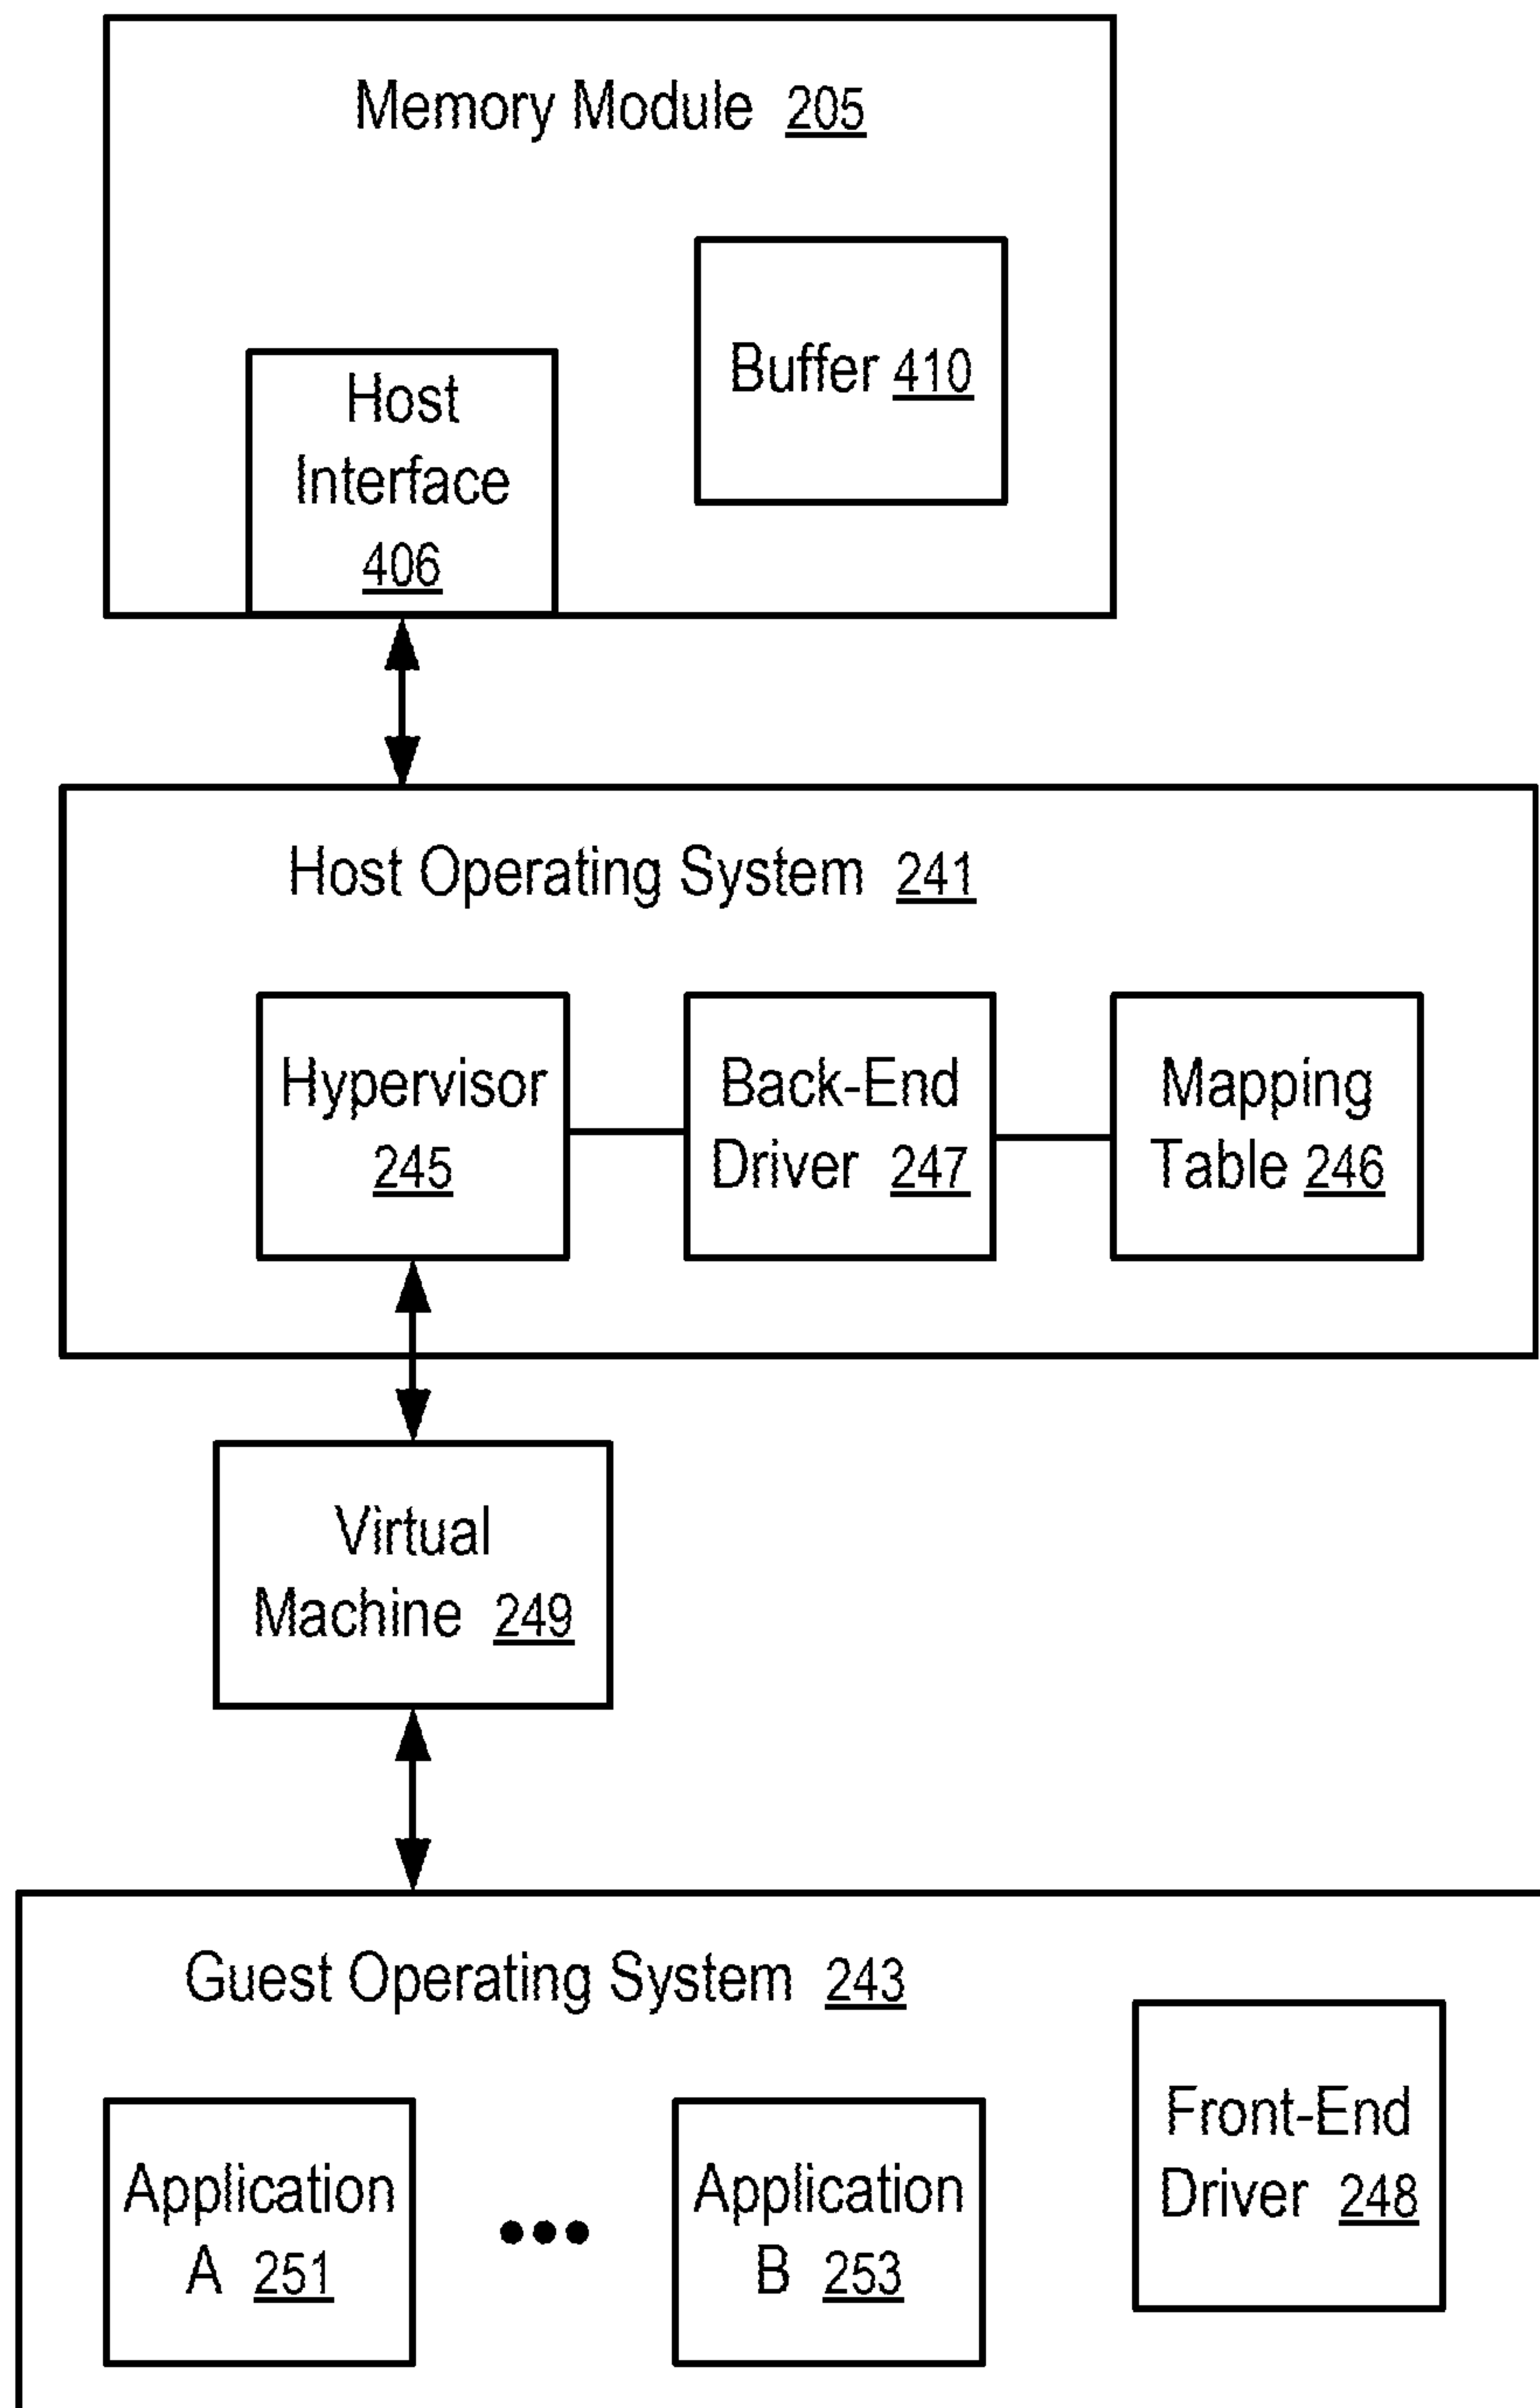 Memory Module 205
Buffer 410
Host
Interface
406
Host Operating System 241
Hypervisor
245
Back-End
Driver 247
Mapping
Table 246
Virtual
Machine 249
Guest Operating System 243
Application
A 251
Application
B 253
Front-End
Driver 248